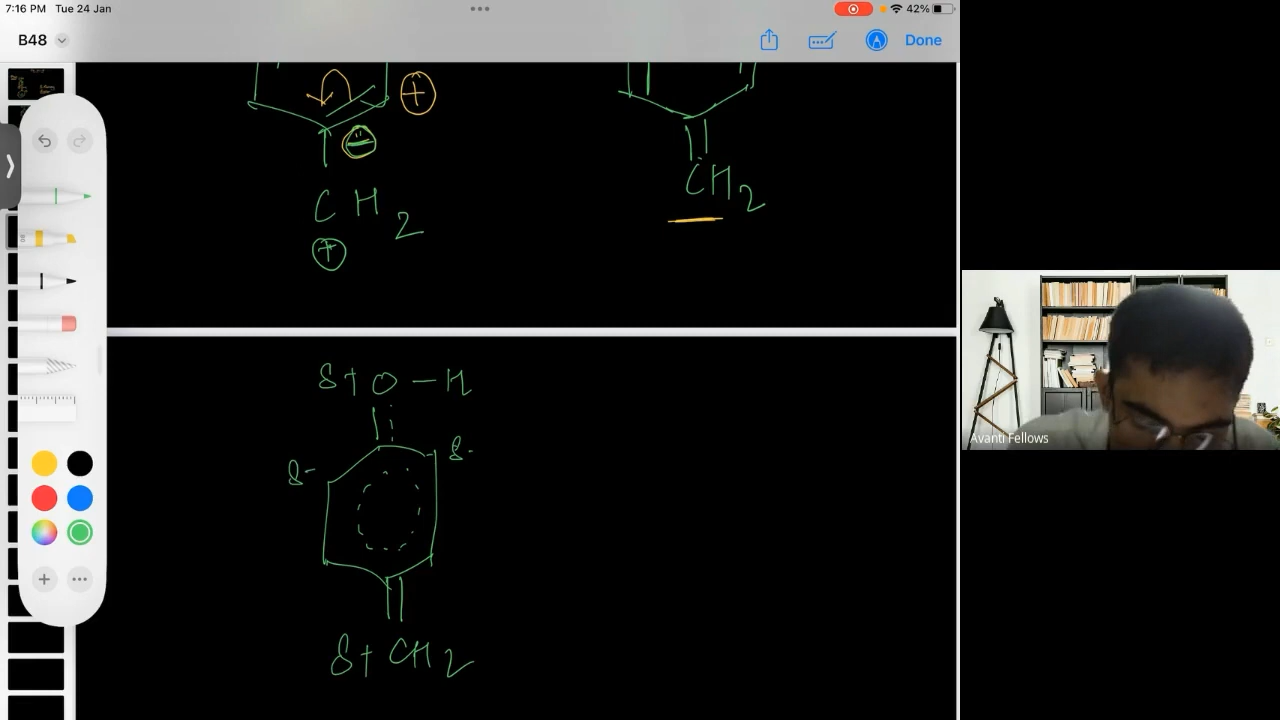 7:16 PM Tue 24 Jan
42%
B48
Done
+
CH2
CH2
+
δ+ O-H
δ-
δ-
δ+ CH2
Avanti Fellows